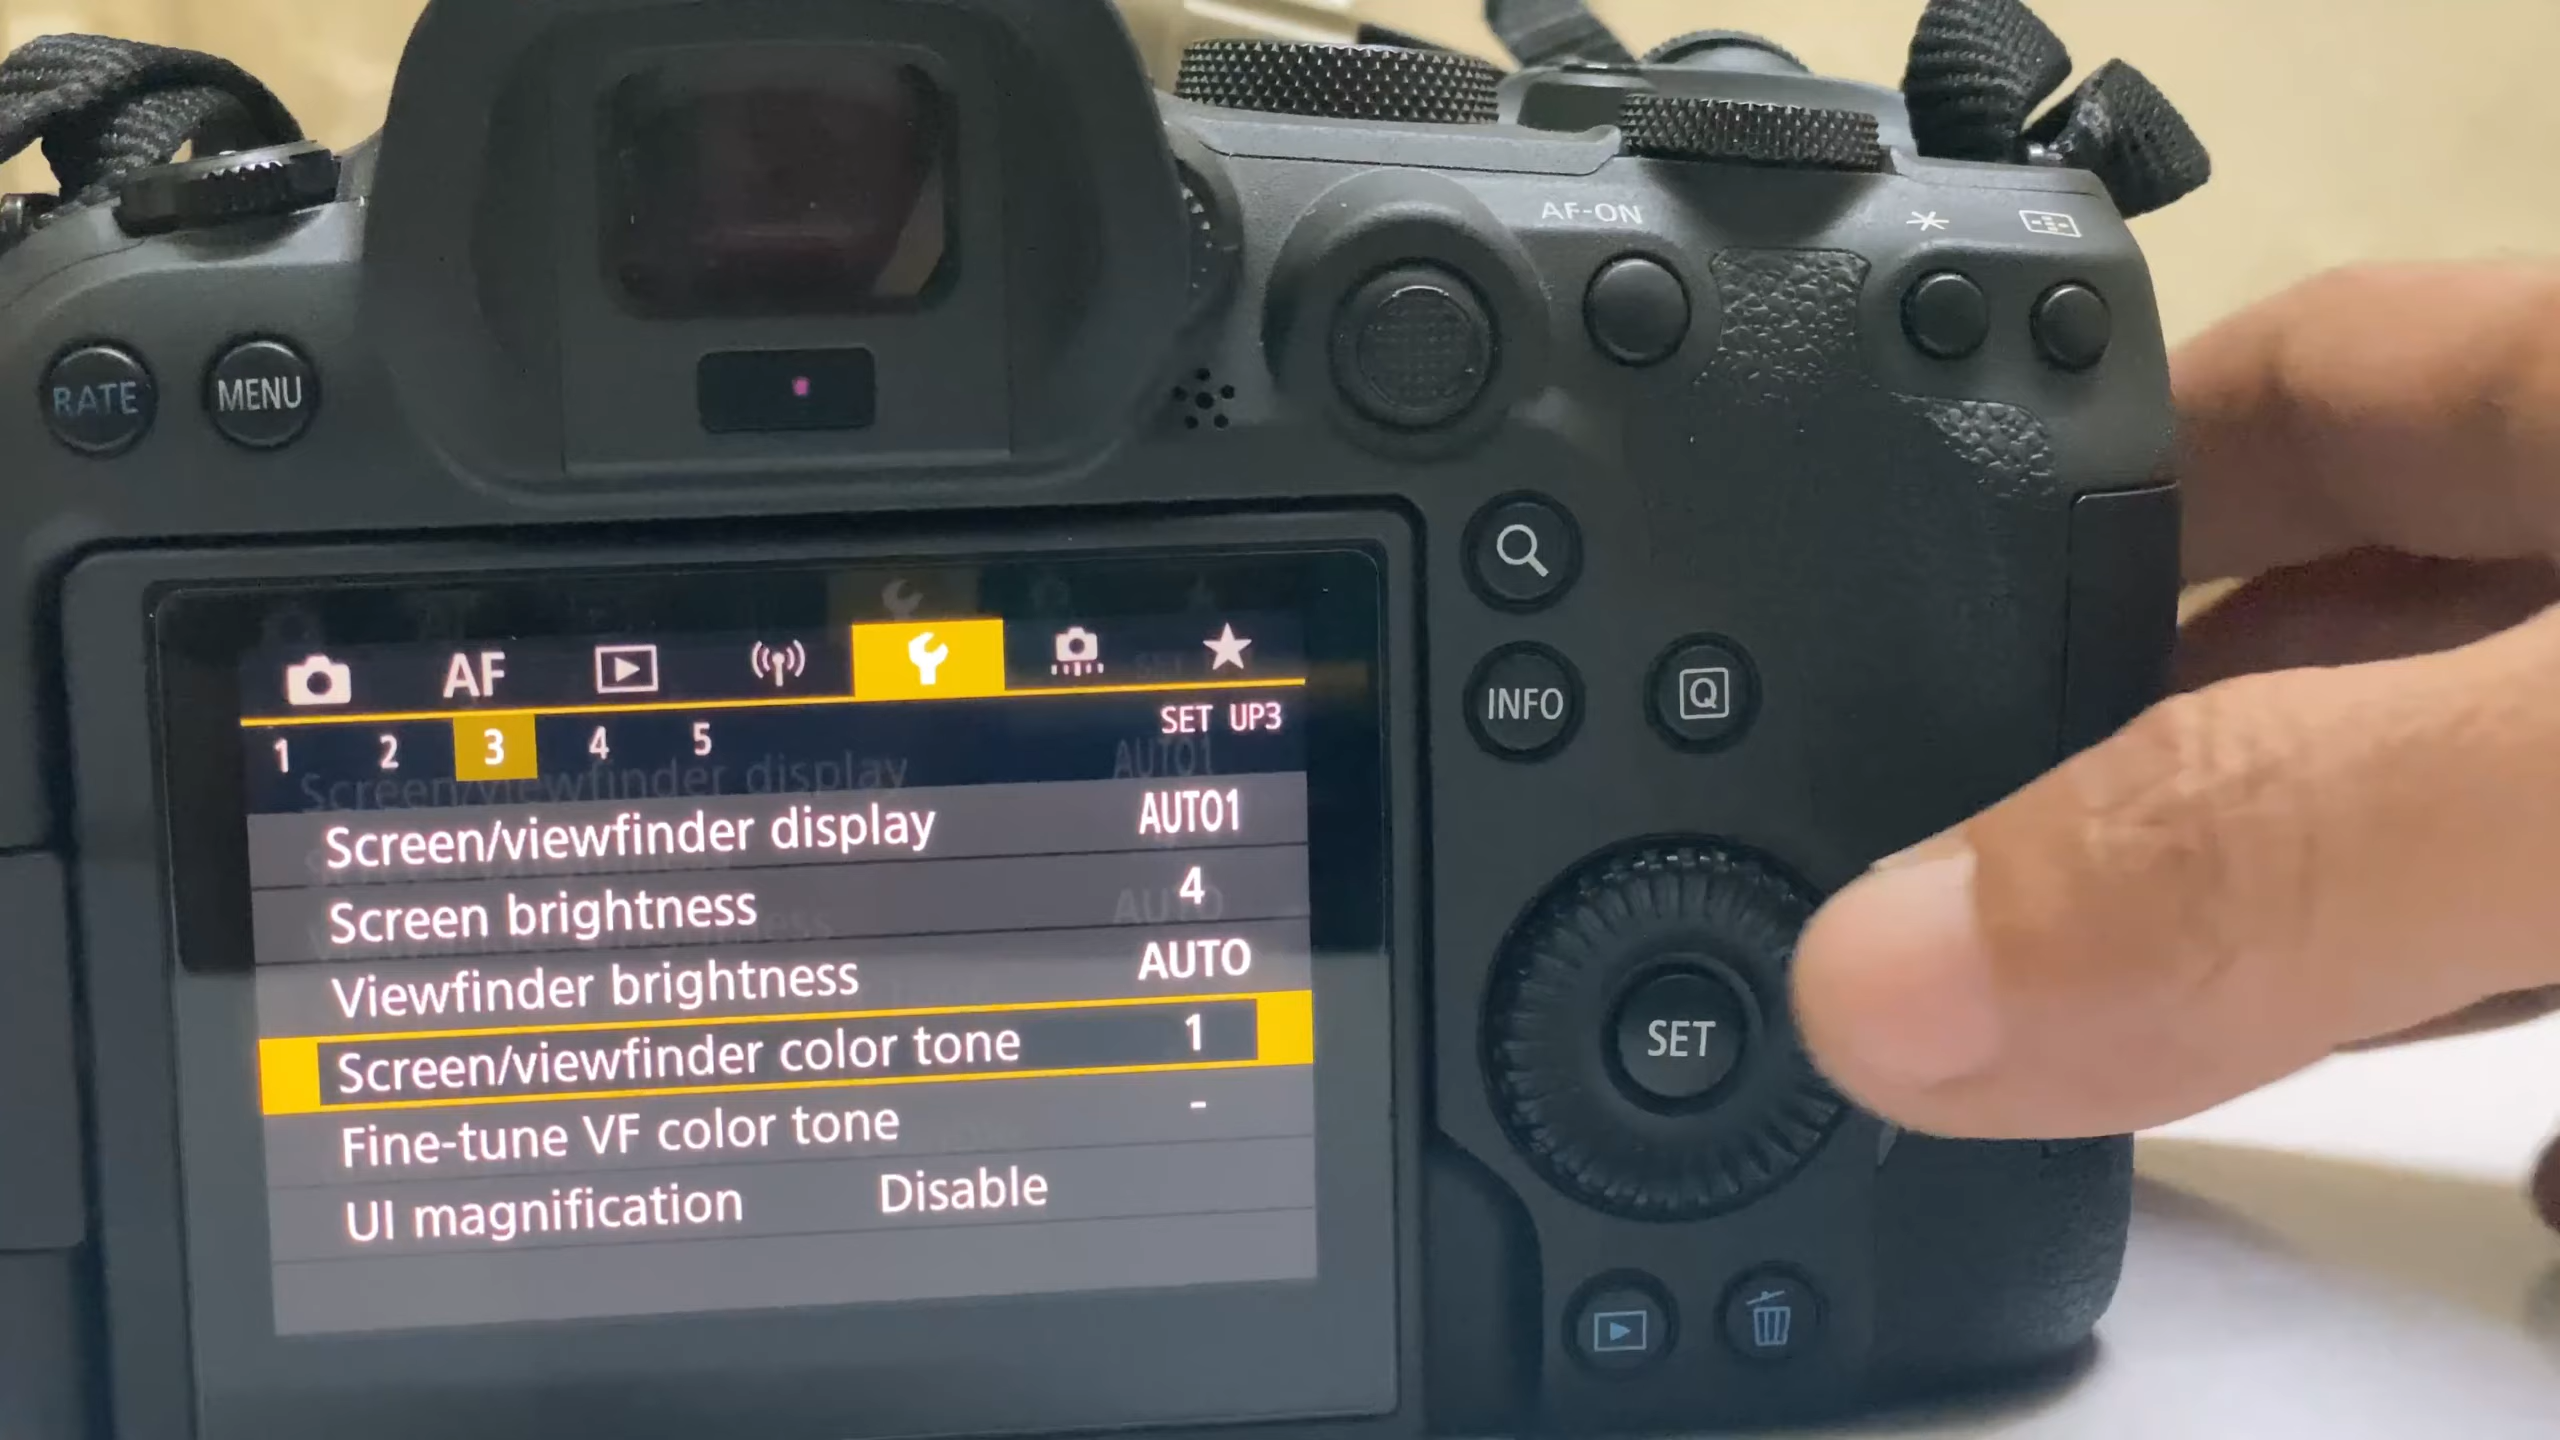 AF-ON
RATE MENU
AF
1 2 3 4 5 SET UP3
Screen/viewfinder display AUTO1
Screen brightness 4
Viewfinder brightness AUTO
Screen/viewfinder color tone 1
Fine-tune VF color tone -
UI magnification Disable
INFO Q
SET